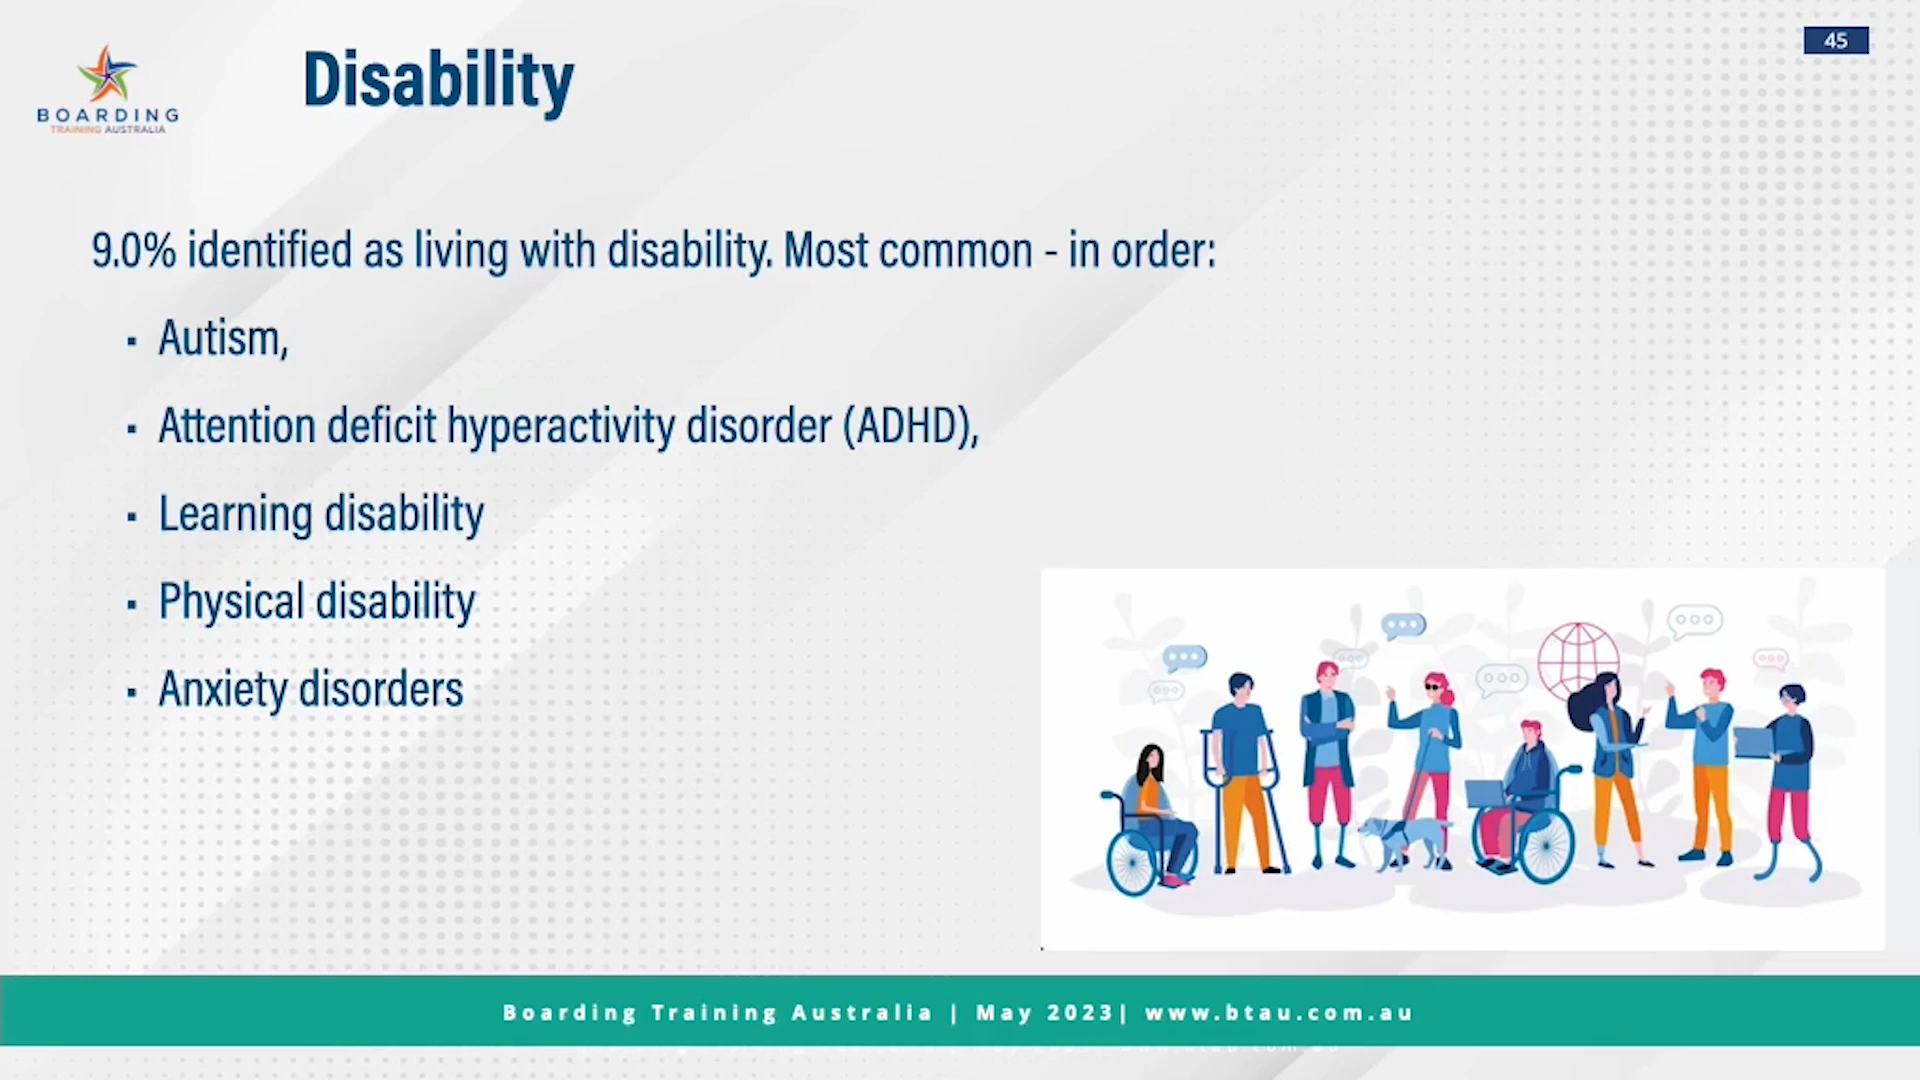 45
BOARDING
TRAINING AUSTRALIA
Disability
9.0% identified as living with disability. Most common - in order:
▪ Autism,
▪ Attention deficit hyperactivity disorder (ADHD),
▪ Learning disability
▪ Physical disability
▪ Anxiety disorders
Boarding Training Australia | May 2023| www.btau.com.au